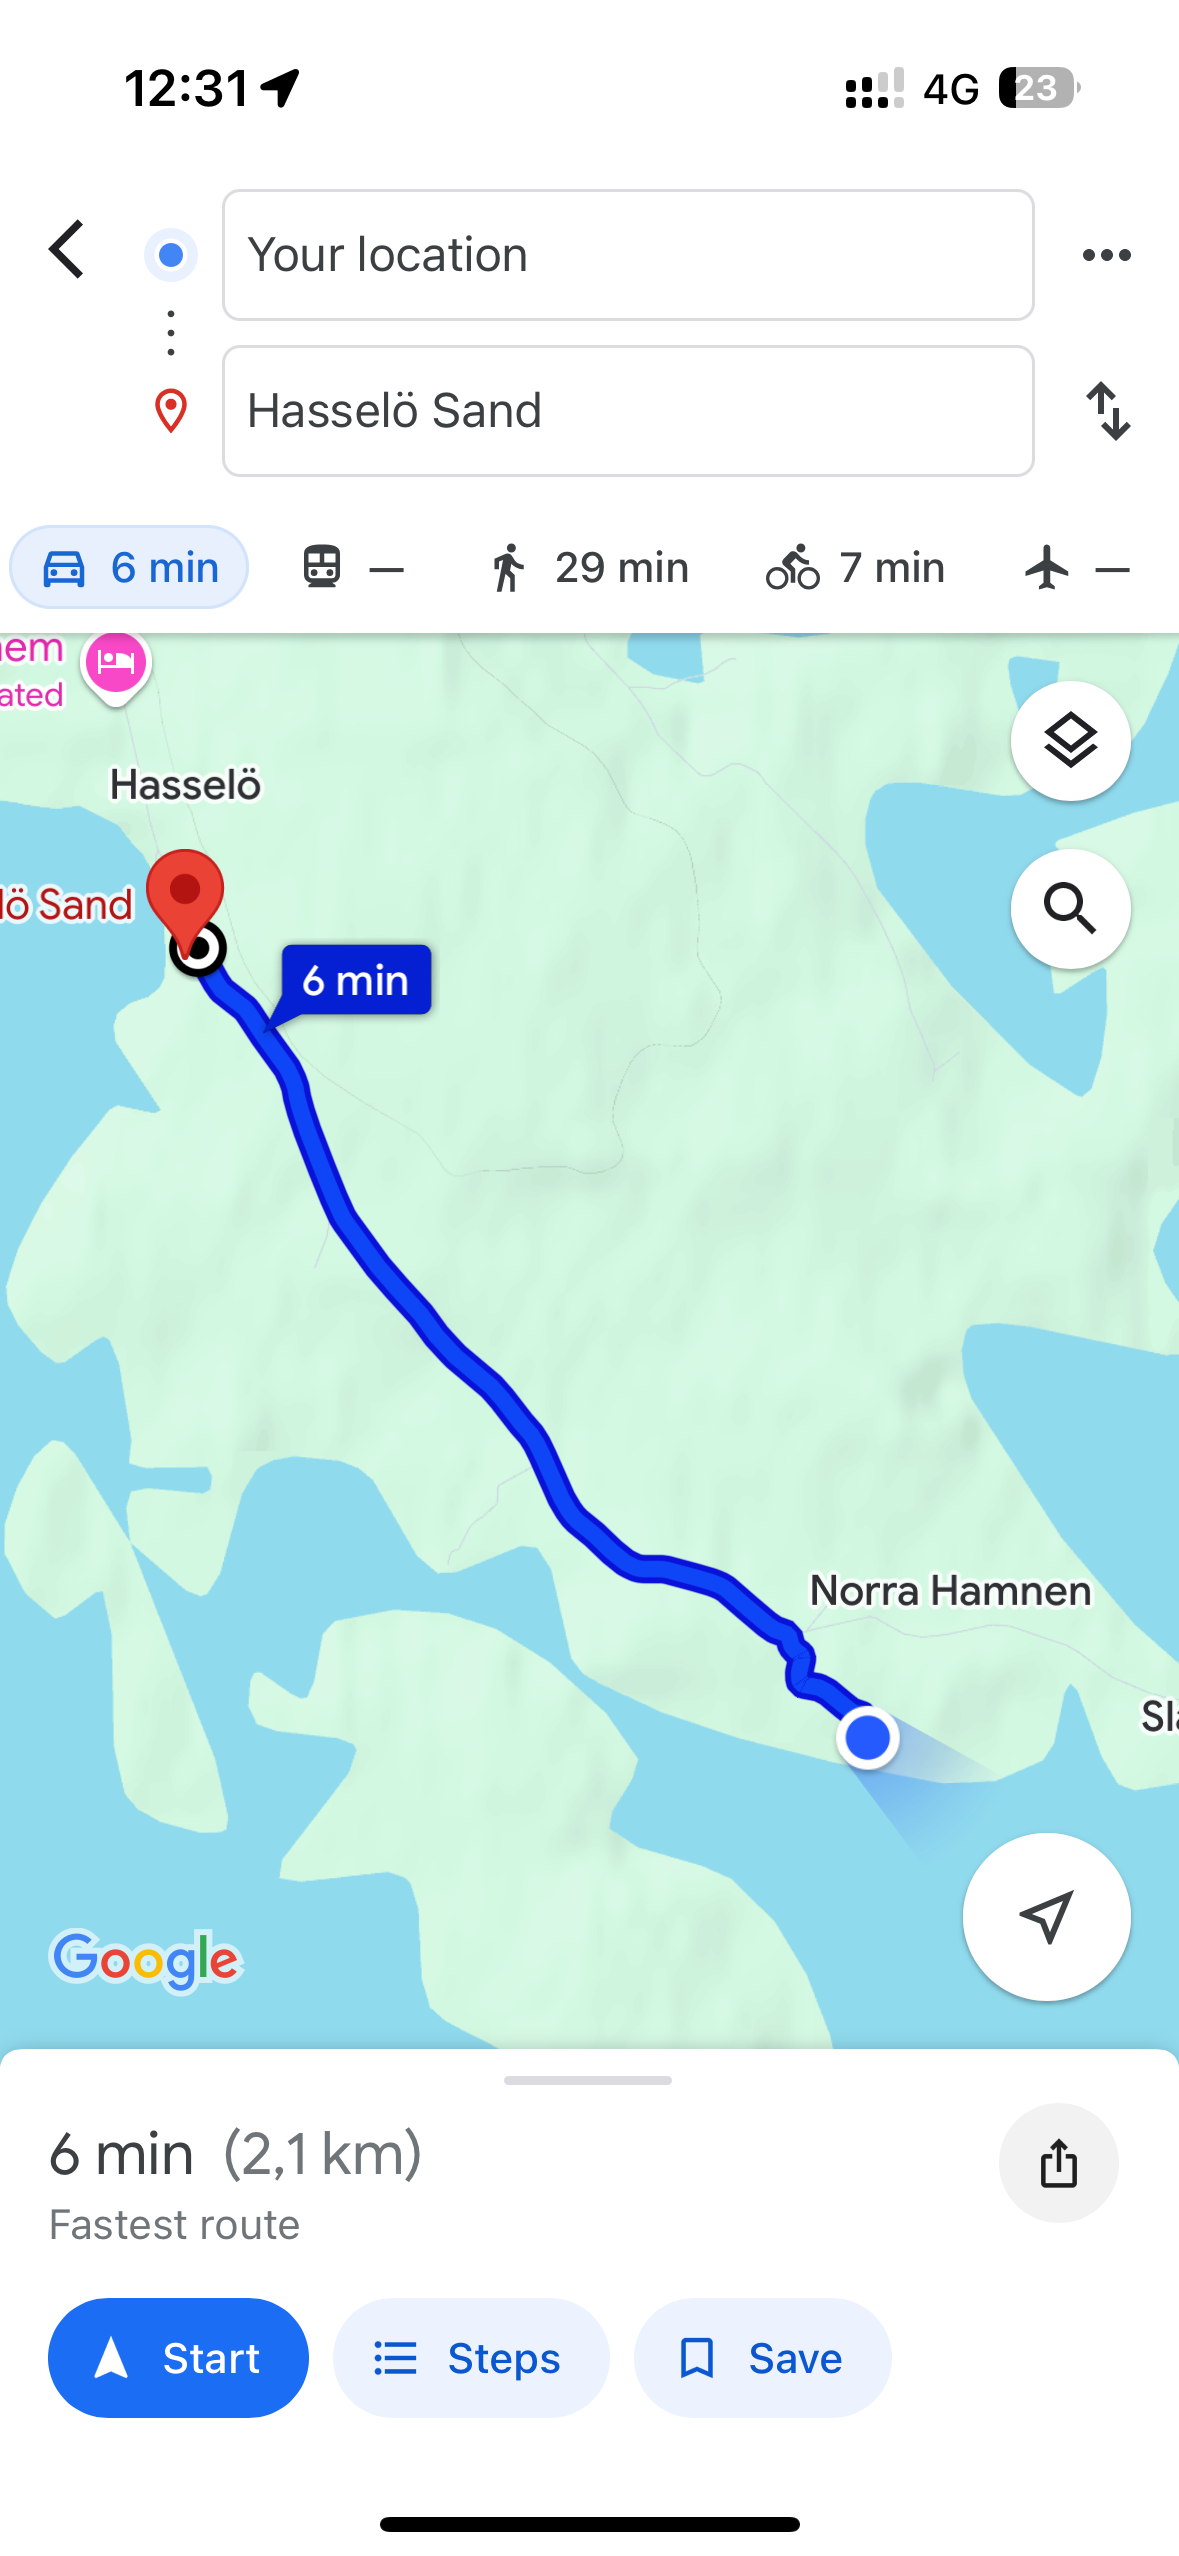 12:31
4G 23
Your location
Hasselö Sand
6 min — 29 min 7 min —
ated
Hasselö
Sand
6 min
Norra Hamnen
Google
6 min (2,1 km)
Fastest route
Start Steps Save